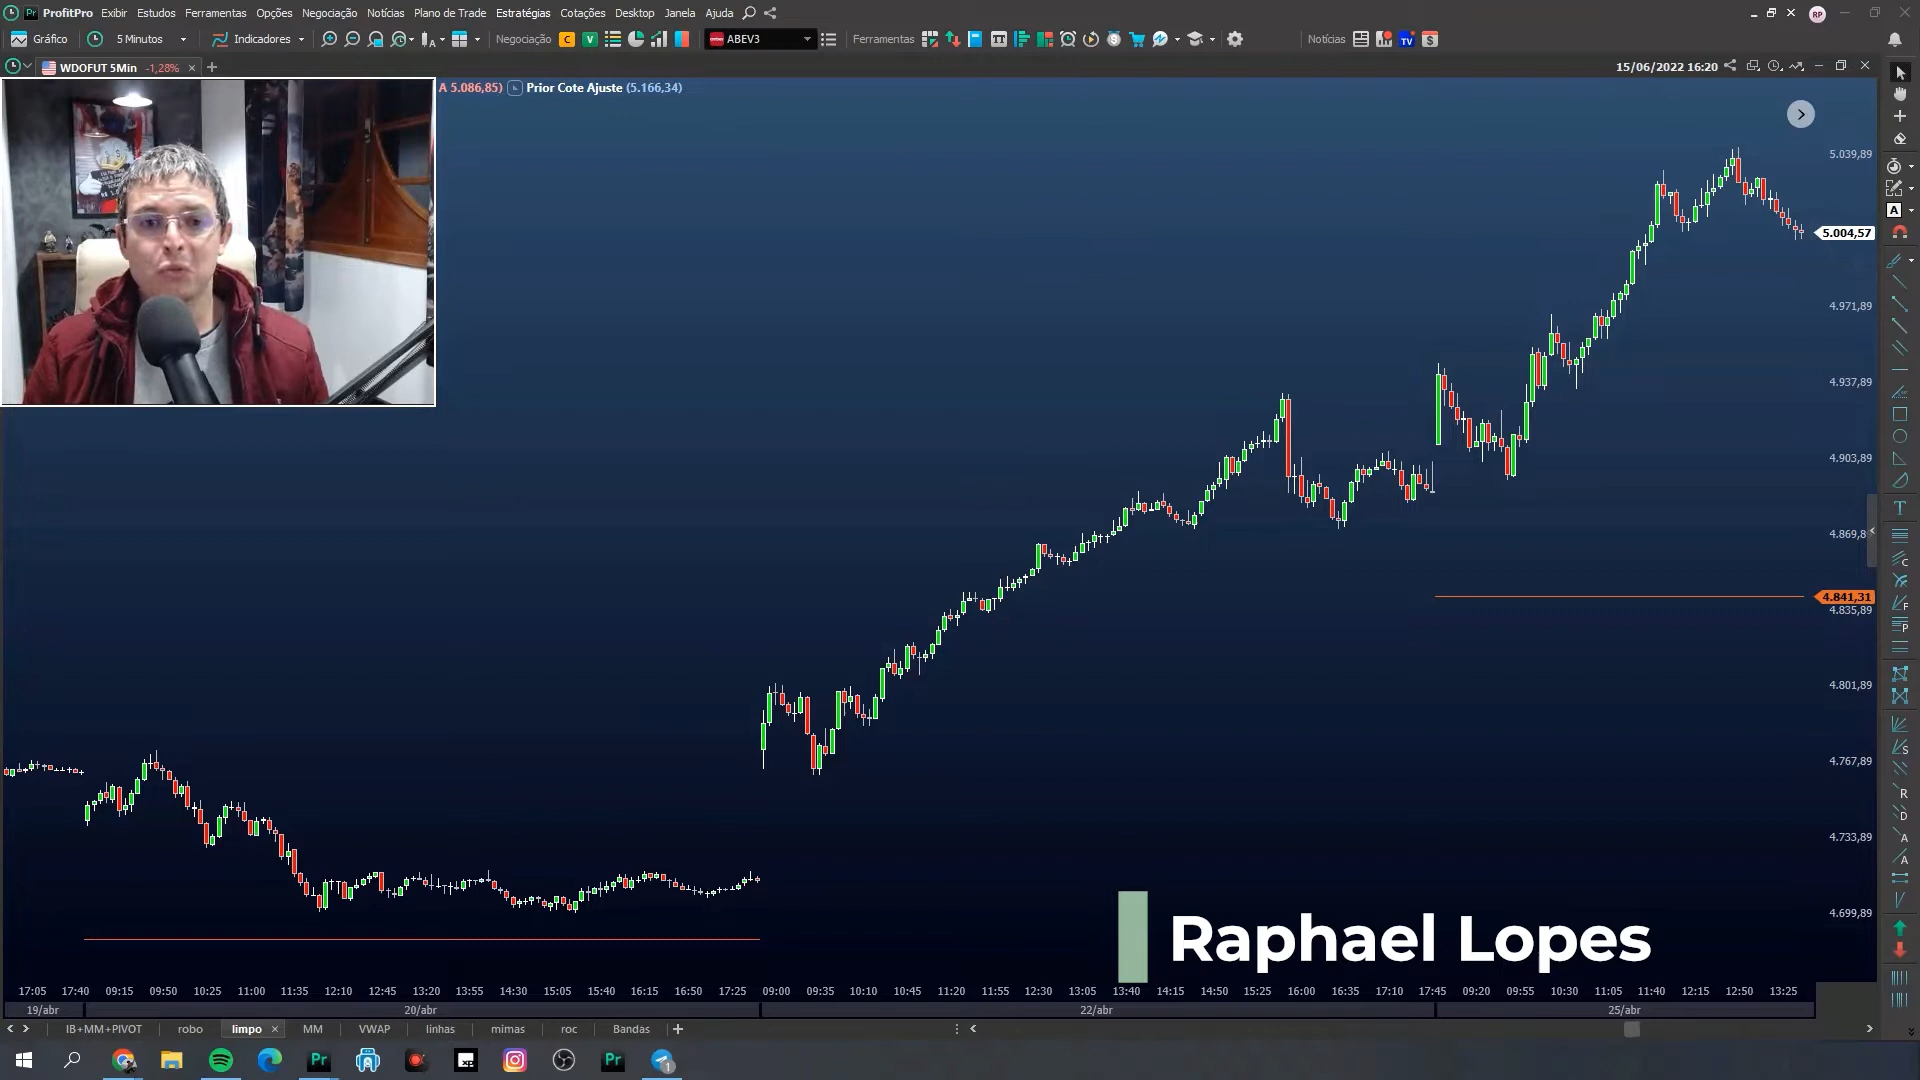 ProfitPro Exibir Estudos Ferramentas Opções Negociação Notícias Plano de Trade Estratégias Cotações Desktop Janela Ajuda RP
Gráfico 5 Minutos Indicadores Negociação C V ABEV3 Ferramentas Notícias TV
WDOFUT 5Min -1,28% 15/06/2022 16:20
A 5.086,85) Prior Cote Ajuste (5.166,34)
5.039,89
5.004,57
4.971,89
4.937,89
4.903,89
4.869,8
4.841,31
4.835,89
4.801,89
4.767,89
4.733,89
4.699,89
Raphael Lopes
17:05 17:40 09:15 09:50 10:25 11:00 11:35 12:10 12:45 13:20 13:55 14:30 15:05 15:40 16:15 16:50 17:25 09:00 09:35 10:10 10:45 11:20 11:55 12:30 13:05 13:40 14:15 14:50 15:25 16:00 16:35 17:10 17:45 09:20 09:55 10:30 11:05 11:40 12:15 12:50 13:25
19/abr 20/abr 22/abr 25/abr
IB+MM+PIVOT robo limpo MM VWAP linhas mimas roc Bandas
Pr XP Pr 1